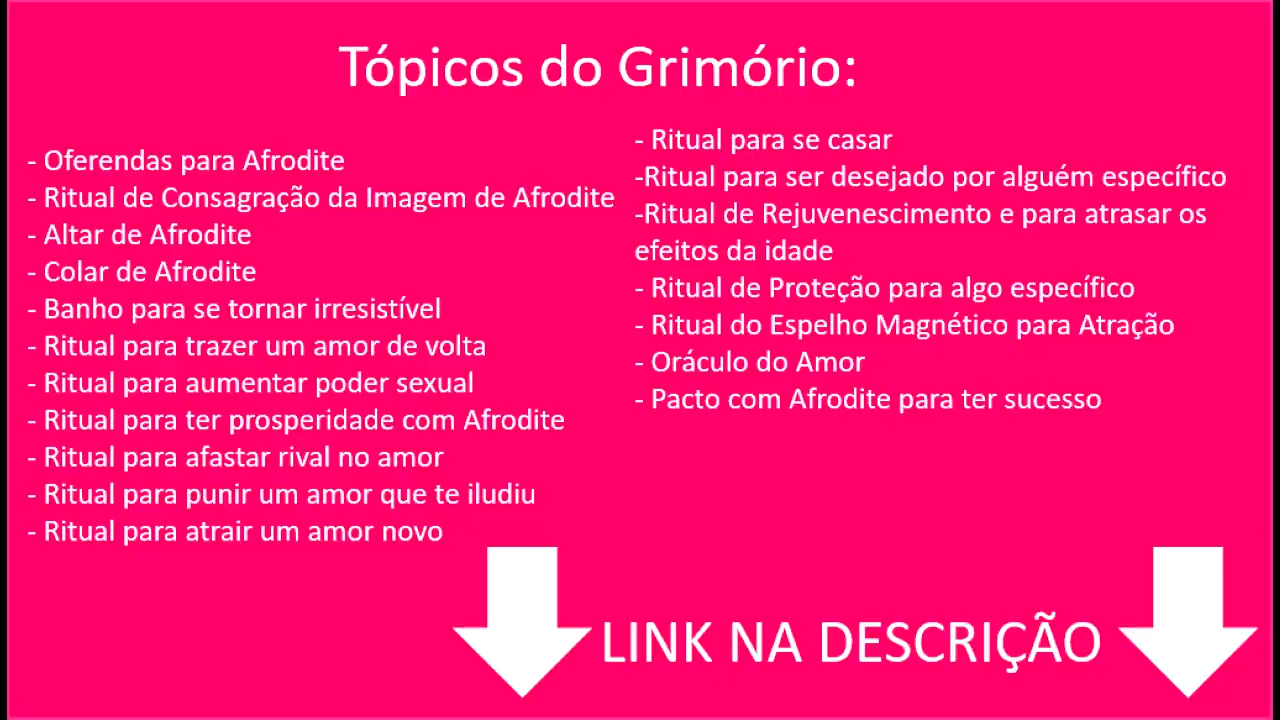 Tópicos do Grimório:
- Oferendas para Afrodite
- Ritual de Consagração da Imagem de Afrodite
- Altar de Afrodite
- Colar de Afrodite
- Banho para se tornar irresistível
- Ritual para trazer um amor de volta
- Ritual para aumentar poder sexual
- Ritual para ter prosperidade com Afrodite
- Ritual para afastar rival no amor
- Ritual para punir um amor que te iludiu
- Ritual para atrair um amor novo
- Ritual para se casar
-Ritual para ser desejado por alguém específico
-Ritual de Rejuvenescimento e para atrasar os
efeitos da idade
- Ritual de Proteção para algo específico
- Ritual do Espelho Magnético para Atração
- Oráculo do Amor
- Pacto com Afrodite para ter sucesso
LINK NA DESCRIÇÃO